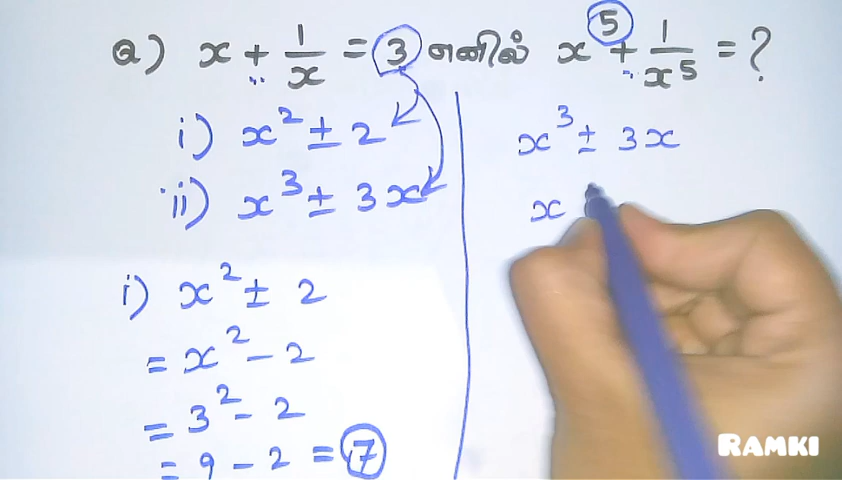 Q) x + 1/x = 3 எனில் x⁵ + 1/x⁵ = ?
i) x² ± 2
ii) x³ ± 3x
i) x² ± 2
= x² - 2
= 3² - 2
= 9 - 2 = 7
x³ ± 3x
x
RAMKI